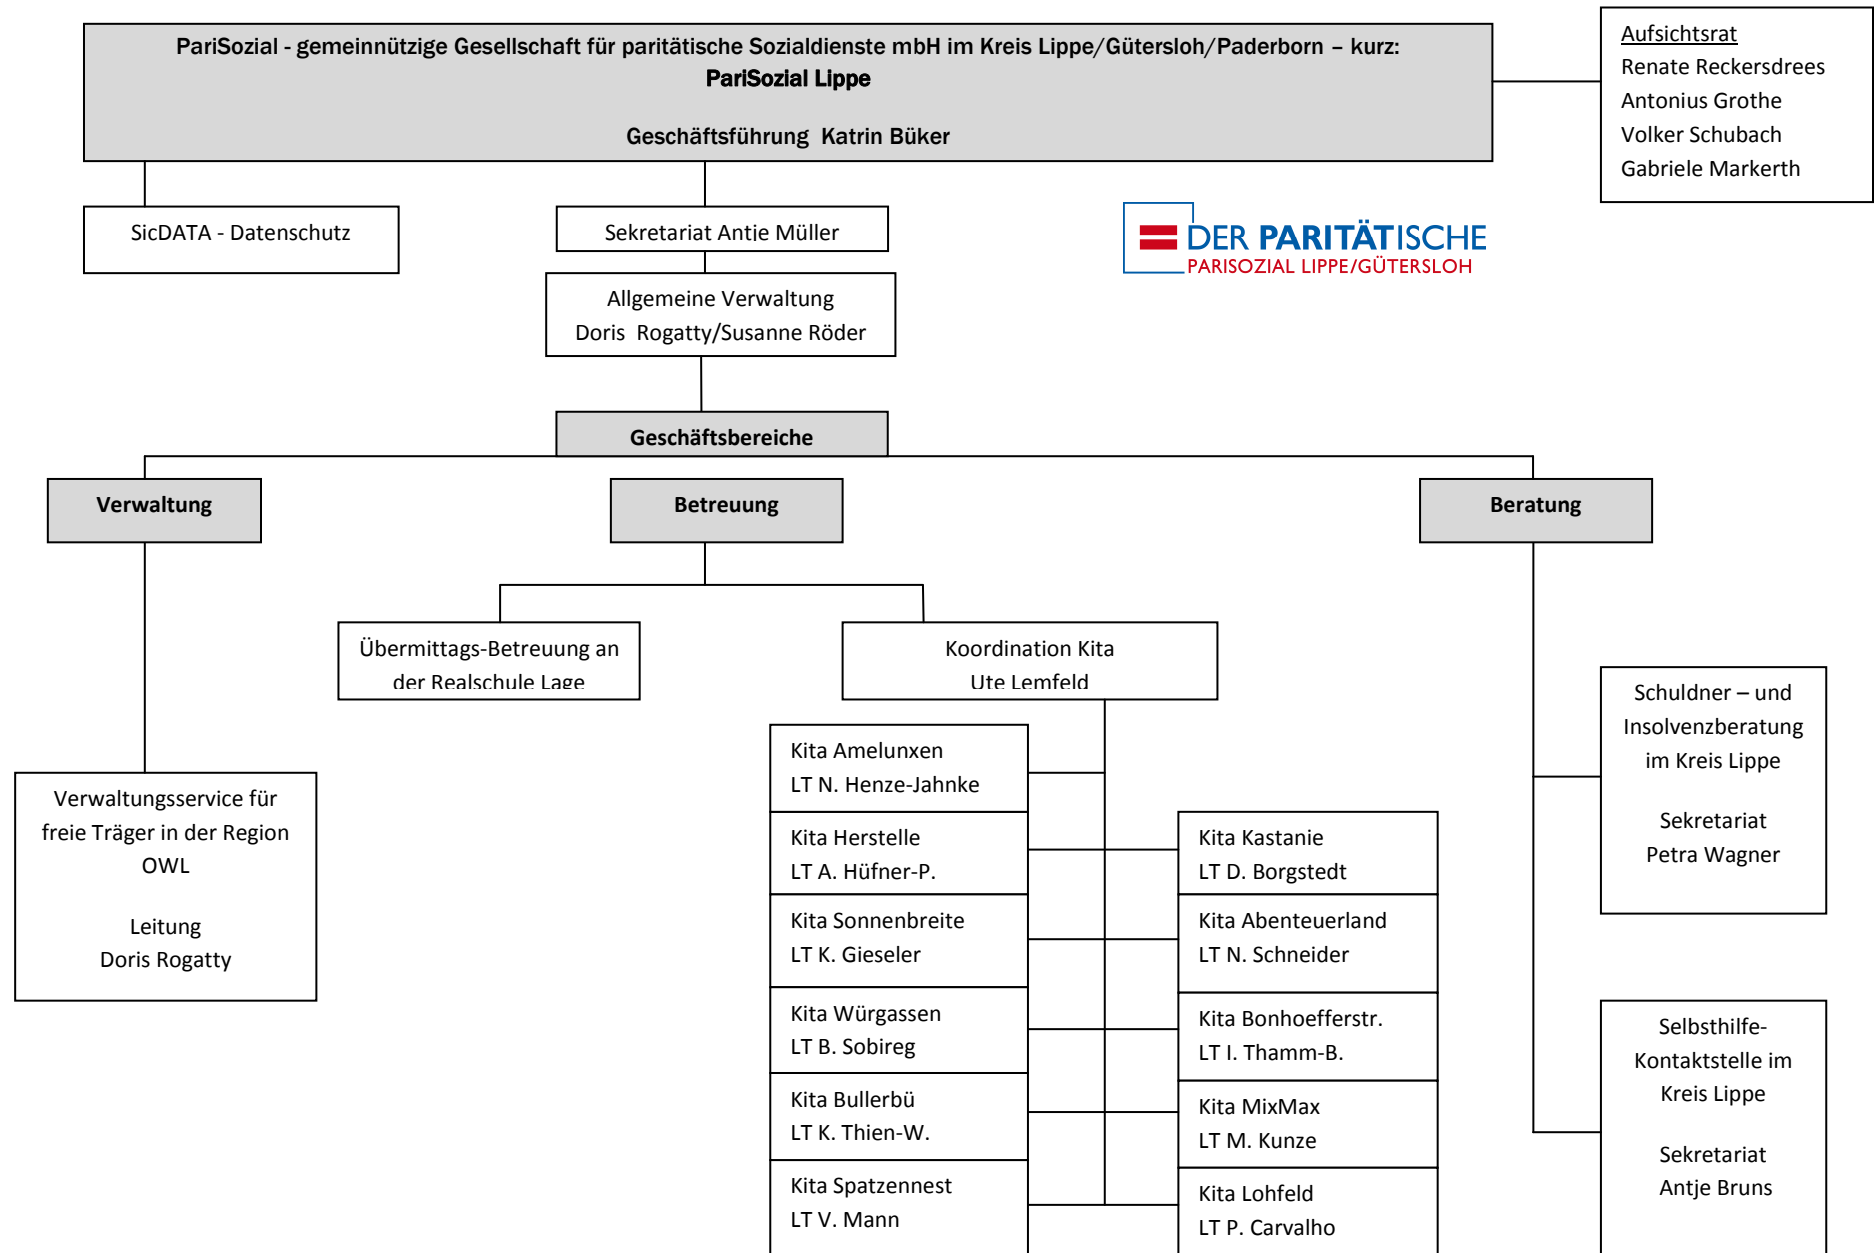 PariSozial - gemeinnützige Gesellschaft für paritätische Sozialdienste mbH im Kreis Lippe/Gütersloh/Paderborn – kurz:
PariSozial Lippe
Geschäftsführung  Katrin Büker
Aufsichtsrat
Renate Reckersdrees
Antonius Grothe
Volker Schubach
Gabriele Markerth
SicDATA - Datenschutz
Sekretariat Antje Müller
DER PARITÄTISCHE
PARISOZIAL LIPPE/GÜTERSLOH
Allgemeine Verwaltung
Doris  Rogatty/Susanne Röder
Geschäftsbereiche
Verwaltung
Betreuung
Beratung
Übermittags-Betreuung an
der Realschule Lage
Koordination Kita
Ute Lemfeld
Verwaltungsservice für
freie Träger in der Region
OWL
Leitung
Doris Rogatty
Kita Amelunxen
LT N. Henze-Jahnke
Kita Herstelle
LT A. Hüfner-P.
Kita Sonnenbreite
LT K. Gieseler
Kita Würgassen
LT B. Sobireg
Kita Bullerbü
LT K. Thien-W.
Kita Spatzennest
LT V. Mann
Kita Kastanie
LT D. Borgstedt
Kita Abenteuerland
LT N. Schneider
Kita Bonhoefferstr.
LT I. Thamm-B.
Kita MixMax
LT M. Kunze
Kita Lohfeld
LT P. Carvalho
Schuldner – und
Insolvenzberatung
im Kreis Lippe
Sekretariat
Petra Wagner
Selbsthilfe-
Kontaktstelle im
Kreis Lippe
Sekretariat
Antje Bruns